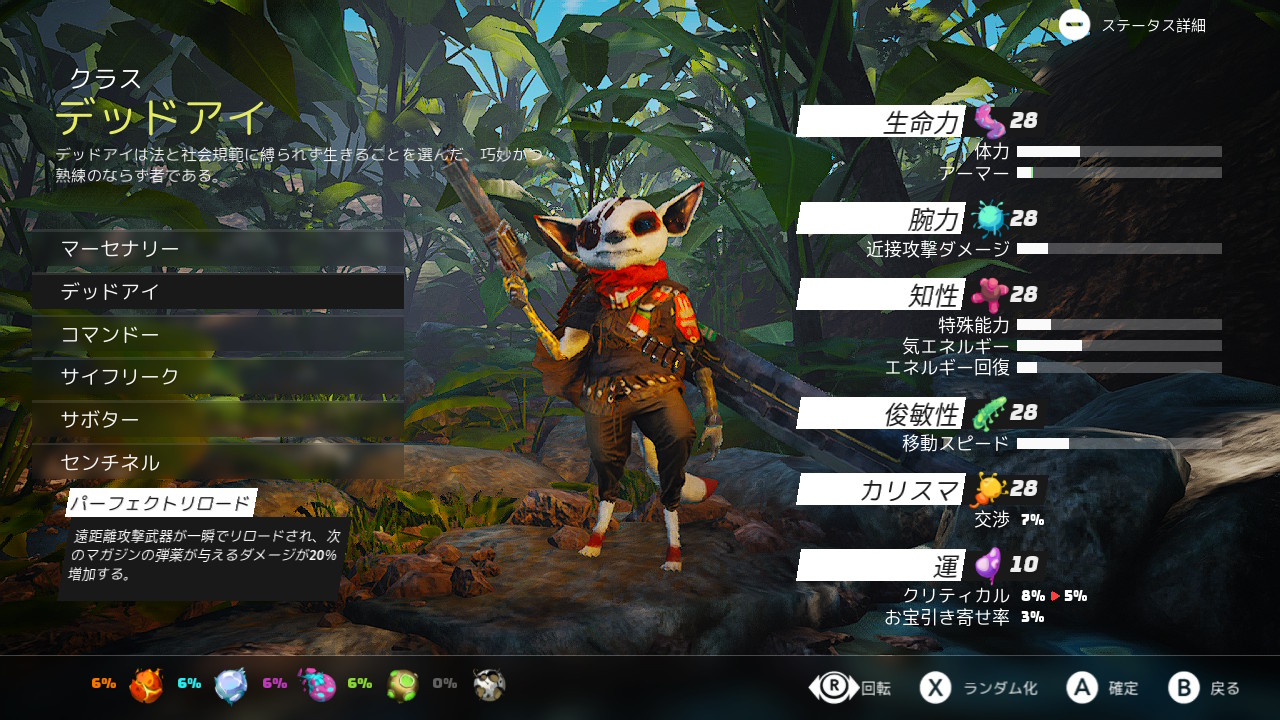 ステータス詳細
クラス
デッドアイ
デッドアイは法と社会規範に縛られず生きることを選んだ、巧妙かつ
熟練のならず者である。
マーセナリー
デッドアイ
コマンドー
サイフリーク
サボター
センチネル
パーフェクトリロード
遠距離攻撃武器が一瞬でリロードされ、次
のマガジンの弾薬が与えるダメージが20%
増加する。
生命力 28
体力
アーマー
腕力 28
近接攻撃ダメージ
知性 28
特殊能力
気エネルギー
エネルギー回復
俊敏性 28
移動スピード
カリスマ 28
交渉 7%
運 10
クリティカル 8% 5%
お宝引き寄せ率 3%
6% 6% 6% 6% 0%
R 回転 X ランダム化 A 確定 B 戻る